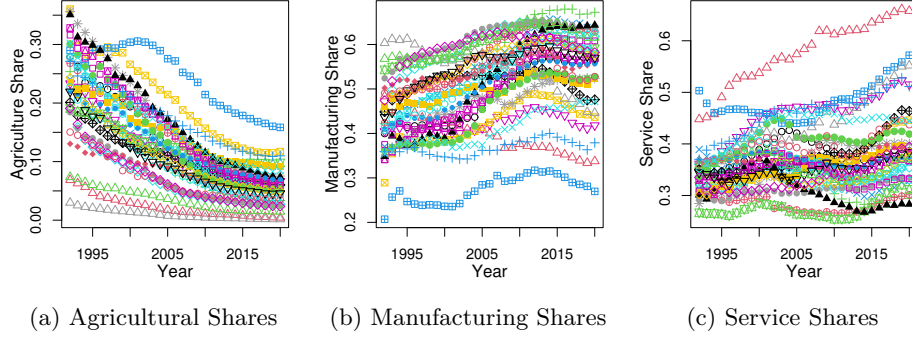 Agriculture Share
0.00 0.10 0.20 0.30
1995 2005 2015
Year
Manufacturing Share
0.2 0.3 0.4 0.5 0.6
1995 2005 2015
Year
Service Share
0.3 0.4 0.5 0.6
1995 2005 2015
Year
(a) Agricultural Shares
(b) Manufacturing Shares
(c) Service Shares